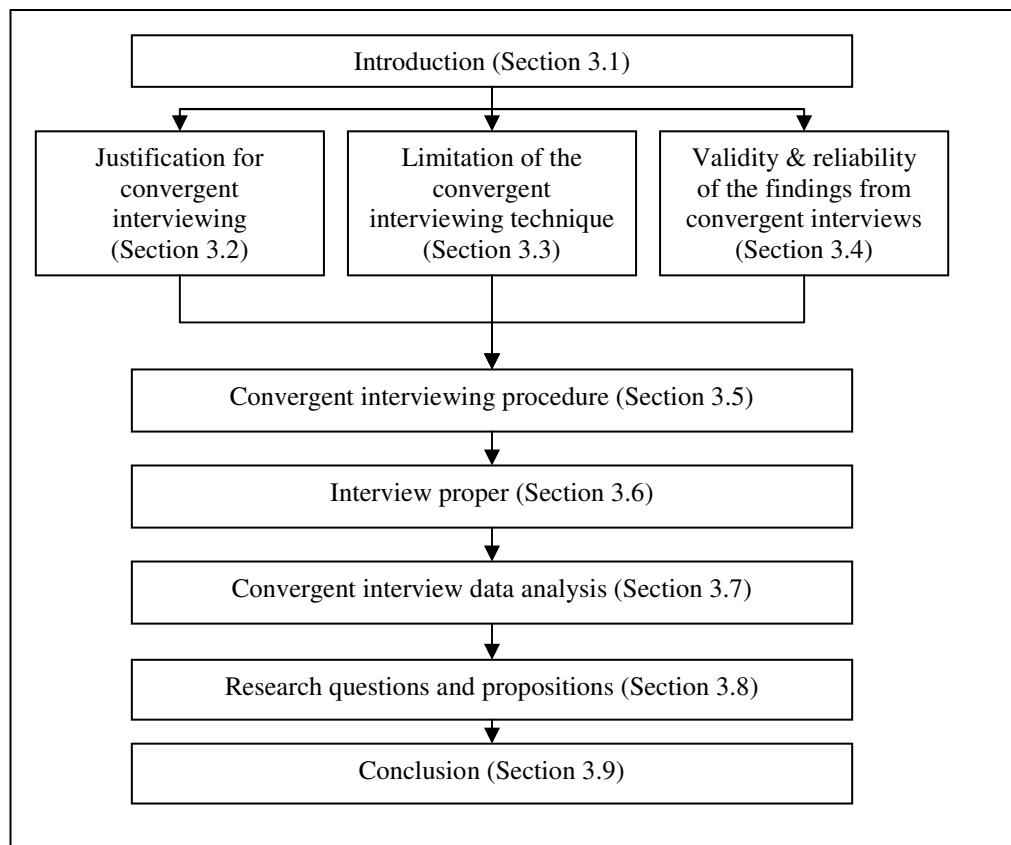 Introduction (Section 3.1)
Justification for
convergent
interviewing
(Section 3.2)
Limitation of the
convergent
interviewing technique
(Section 3.3)
Validity & reliability
of the findings from
convergent interviews
(Section 3.4)
Convergent interviewing procedure (Section 3.5)
Interview proper (Section 3.6)
Convergent interview data analysis (Section 3.7)
Research questions and propositions (Section 3.8)
Conclusion (Section 3.9)